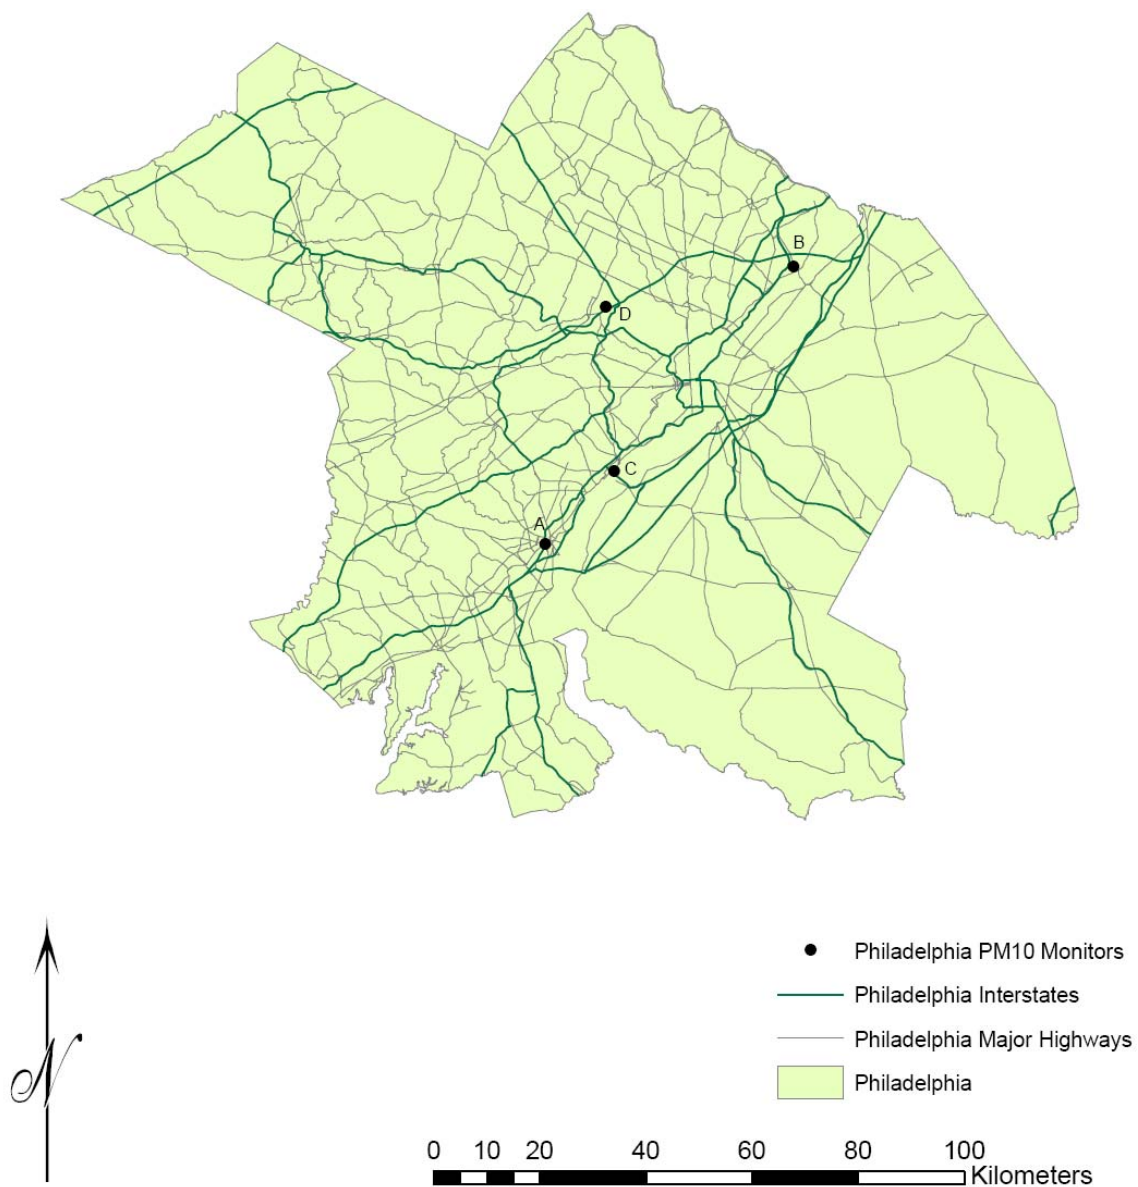 B
D
C
A
N
Philadelphia PM10 Monitors
Philadelphia Interstates
Philadelphia Major Highways
Philadelphia
0 10 20 40 60 80 100
Kilometers